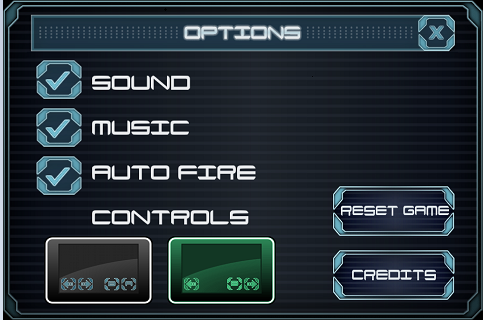 OPTIONS
X
SOUND
MUSIC
AUTO FIRE
CONTROLS
RESET GAME
CREDITS